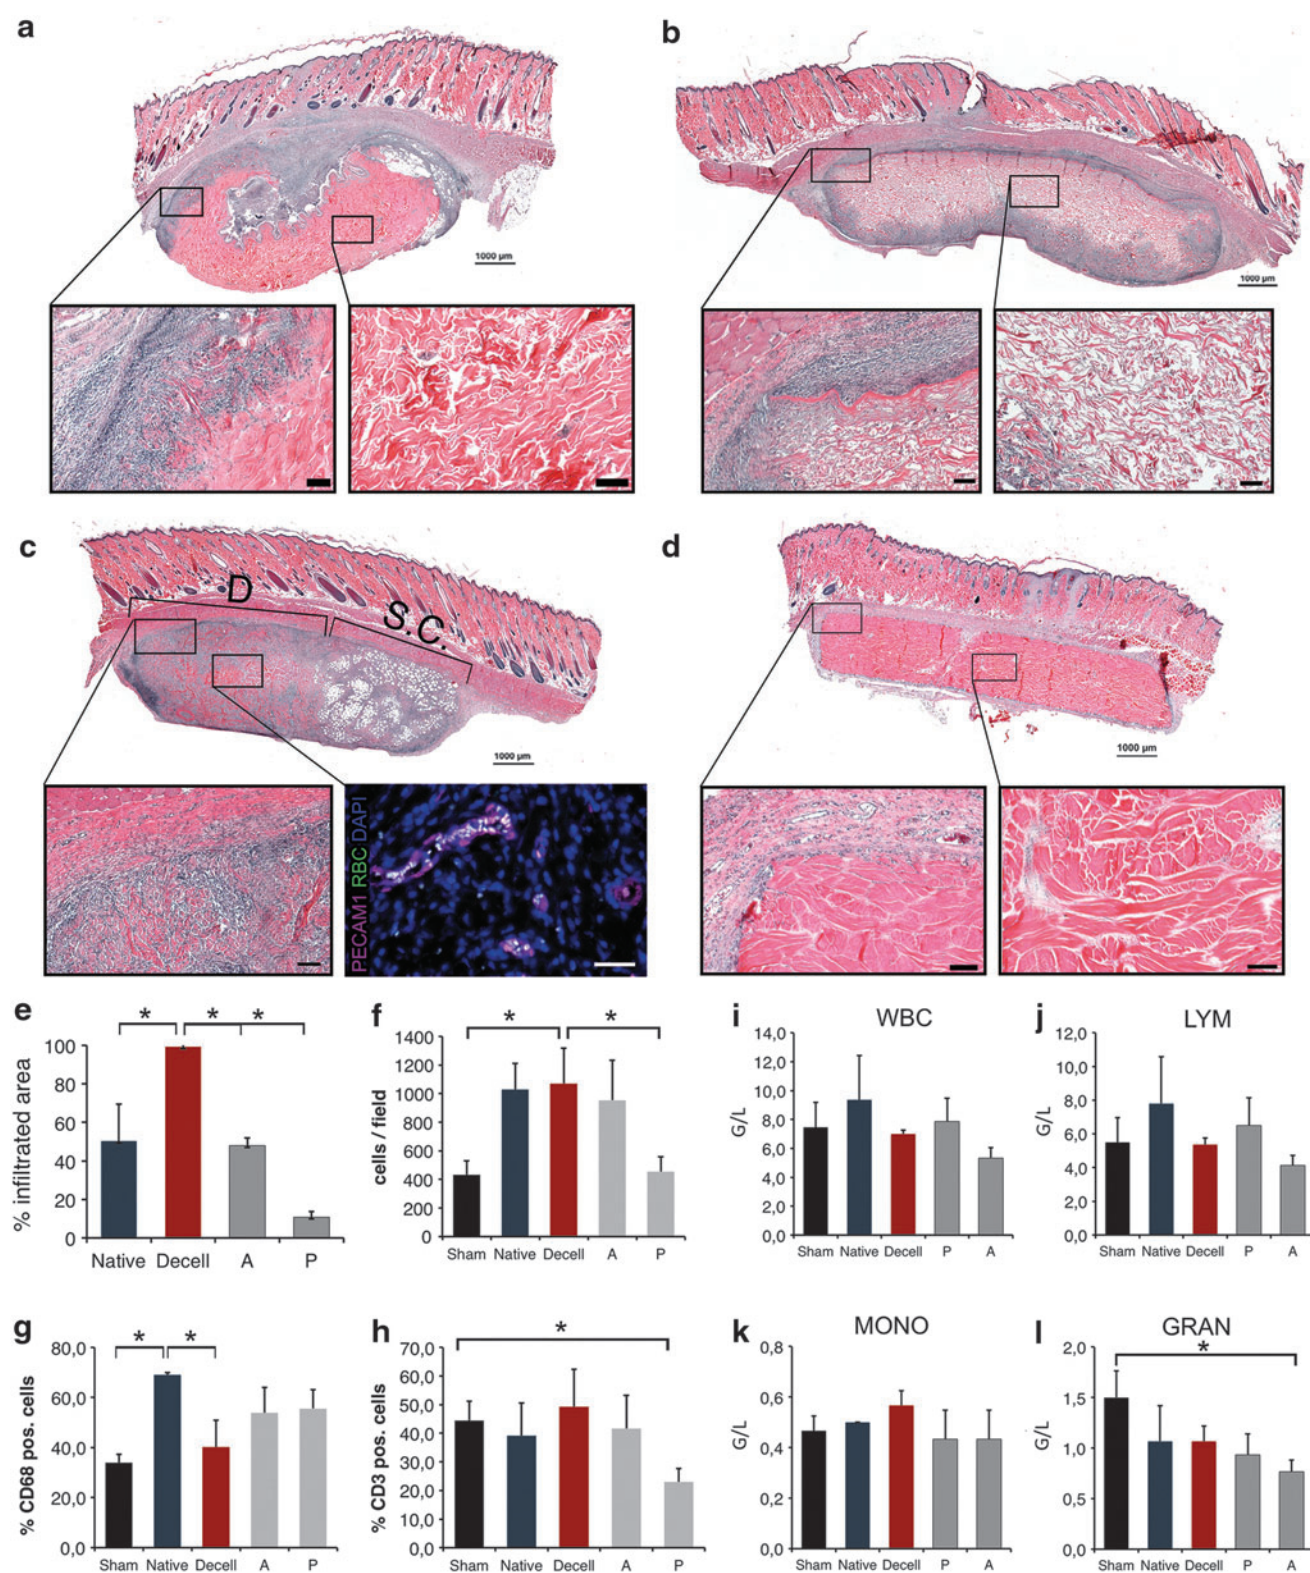 a
b
1000 µm
1000 µm
c
D
S.C.
d
1000 µm
1000 µm
PECAM1 RBC DAPI
e
* * *
% infiltrated area
100
80
60
40
20
0
Native Decell A P
f
* *
cells / field
1400
1200
1000
800
600
400
200
0
Sham Native Decell A P
i
WBC
G/L
14,0
12,0
10,0
8,0
6,0
4,0
2,0
0,0
Sham Native Decell P A
j
LYM
G/L
12,0
10,0
8,0
6,0
4,0
2,0
0,0
Sham Native Decell P A
g
* *
% CD68 pos. cells
80,0
60,0
40,0
20,0
0,0
Sham Native Decell A P
h
*
% CD3 pos. cells
70,0
60,0
50,0
40,0
30,0
20,0
10,0
0,0
Sham Native Decell A P
k
MONO
G/L
0,8
0,6
0,4
0,2
0,0
Sham Native Decell P A
l
GRAN
*
G/L
2,0
1,5
1,0
0,5
0,0
Sham Native Decell P A